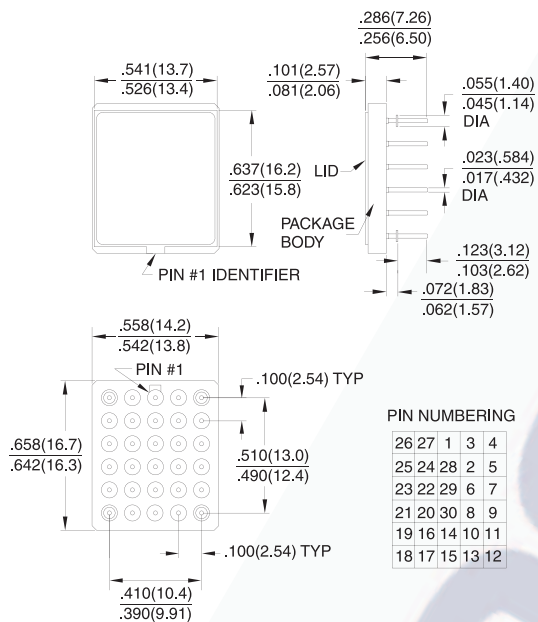 .286(7.26)
.256(6.50)
.541(13.7)
.526(13.4)
.101(2.57)
.081(2.06)
.055(1.40)
.045(1.14)
DIA
.637(16.2)
.623(15.8)
LID
.023(.584)
.017(.432)
DIA
PACKAGE
BODY
PIN #1 IDENTIFIER
.123(3.12)
.103(2.62)
.072(1.83)
.062(1.57)
.558(14.2)
.542(13.8)
PIN #1
.100(2.54) TYP
.658(16.7)
.642(16.3)
.510(13.0)
.490(12.4)
.100(2.54) TYP
.410(10.4)
.390(9.91)
PIN NUMBERING
26 27 1 3 4
25 24 28 2 5
23 22 29 6 7
21 20 30 8 9
19 16 14 10 11
18 17 15 13 12